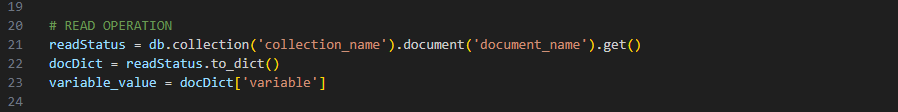 19
20 # READ OPERATION
21 readStatus = db.collection('collection_name').document('document_name').get()
22 docDict = readStatus.to_dict()
23 variable_value = docDict['variable']
24